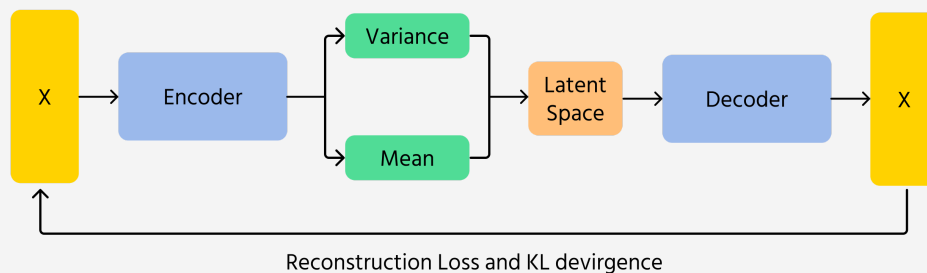 X
Encoder
Variance
Mean
Latent
Space
Decoder
X
Reconstruction Loss and KL devirgence